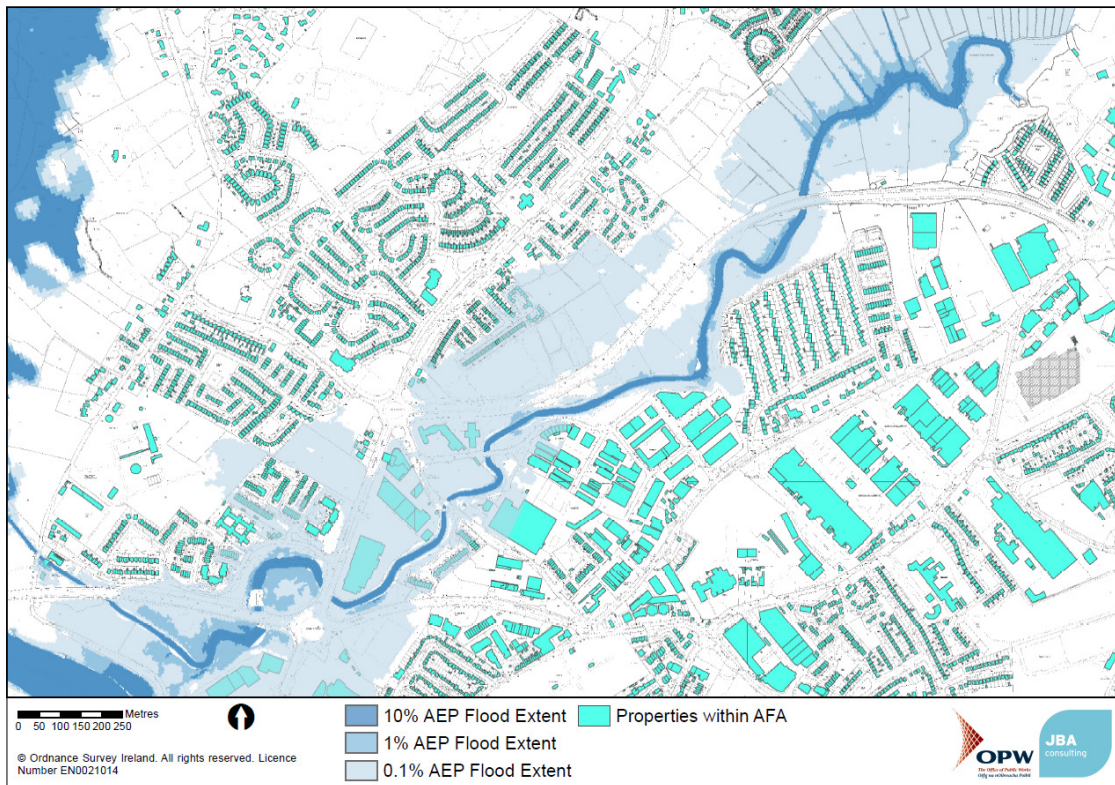 Metres
0 50 100 150 200 250
© Ordnance Survey Ireland. All rights reserved. Licence
Number EN0021014
10% AEP Flood Extent
1% AEP Flood Extent
0.1% AEP Flood Extent
Properties within AFA
OPW
The Office of Public Works
Oifig na nOibreacha Poiblí
JBA
consulting